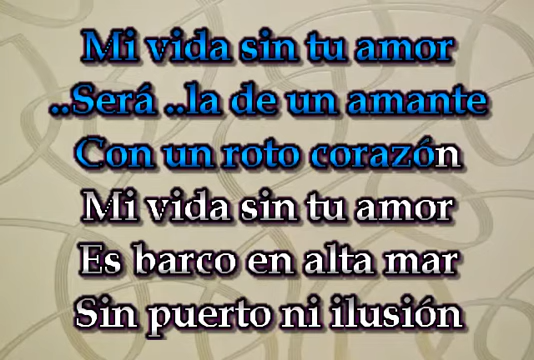 Mi vida sin tu amor
..Será ..la de un amante
Con un roto corazón
Mi vida sin tu amor
Es barco en alta mar
Sin puerto ni ilusión